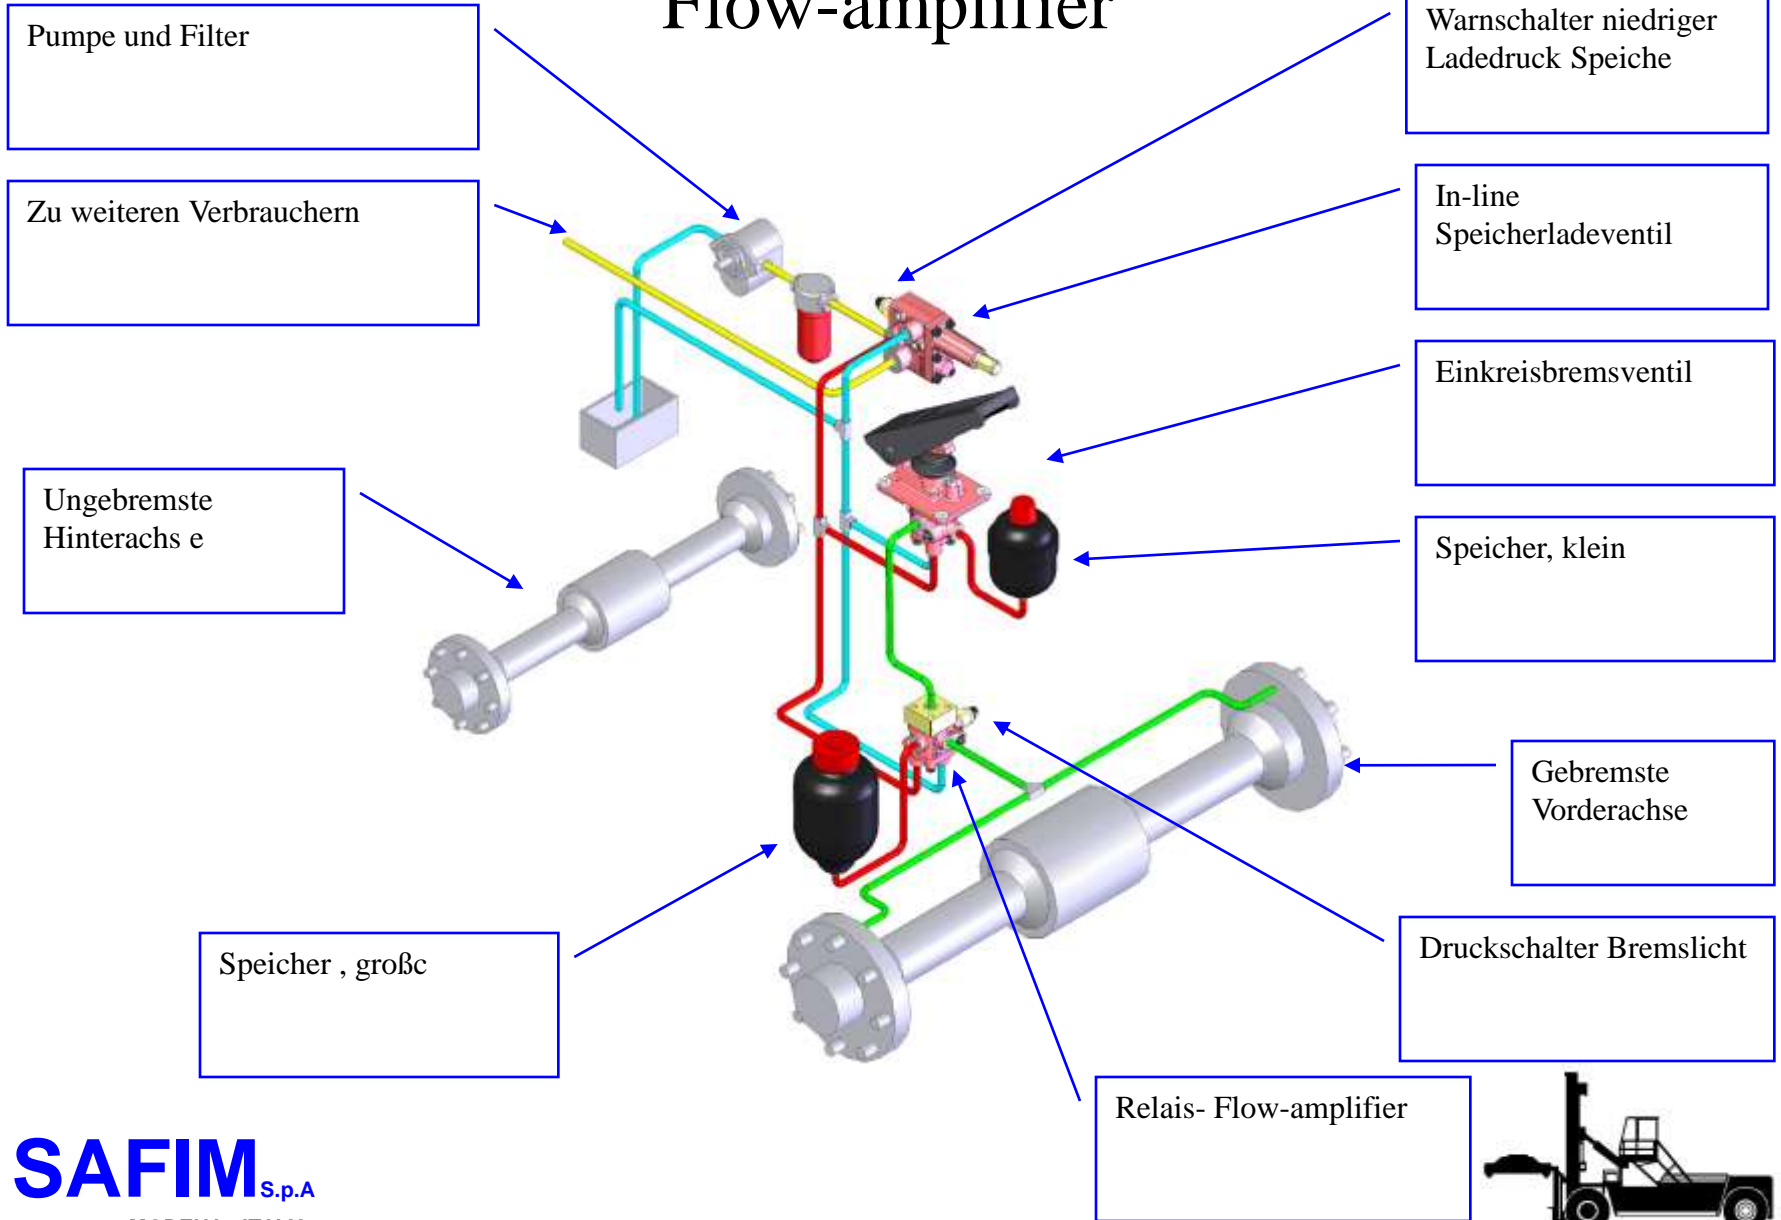 Flow-amplifier
Pumpe und Filter
Warnschalter niedriger
Ladedruck Speiche
Zu weiteren Verbrauchern
In-line
Speicherladeventil
Einkreisbremsventil
Ungebremste
Hinterachs e
Speicher, klein
Gebremste
Vorderachse
Speicher , großc
Druckschalter Bremslicht
Relais- Flow-amplifier
SAFIM S.p.A